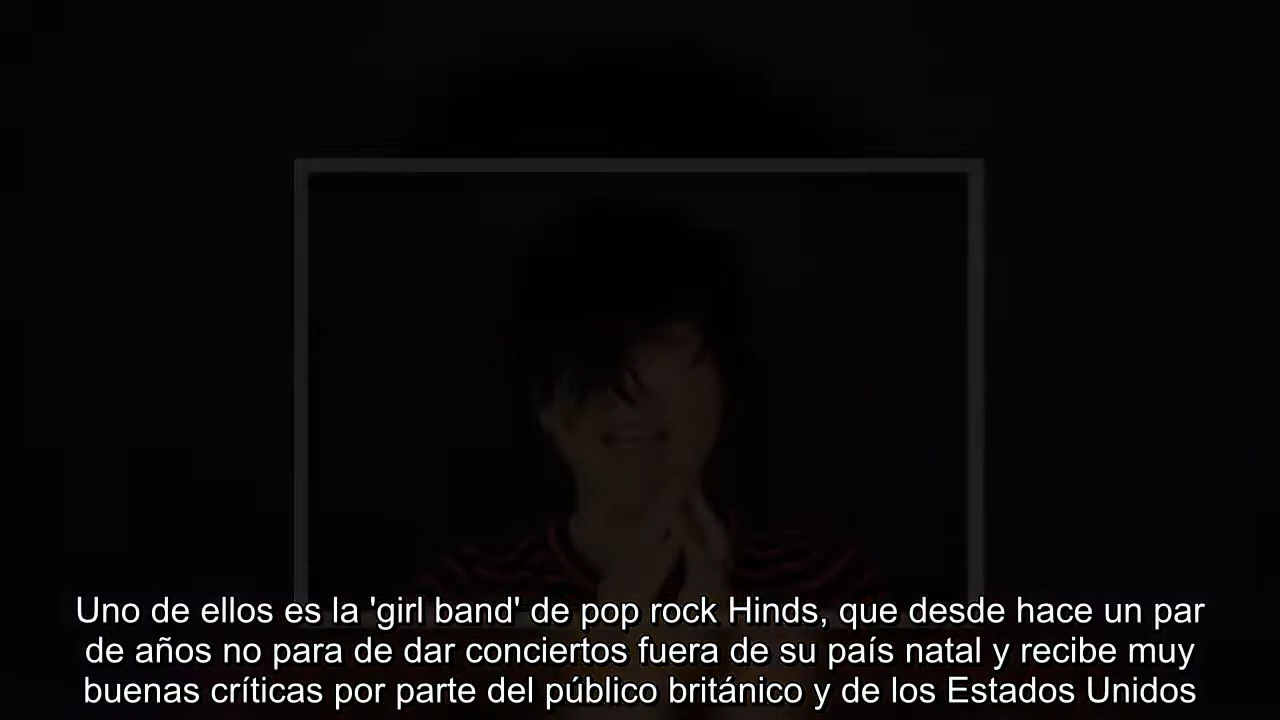 Uno de ellos es la 'girl band' de pop rock Hinds, que desde hace un par
de años no para de dar conciertos fuera de su país natal y recibe muy
buenas críticas por parte del público británico y de los Estados Unidos